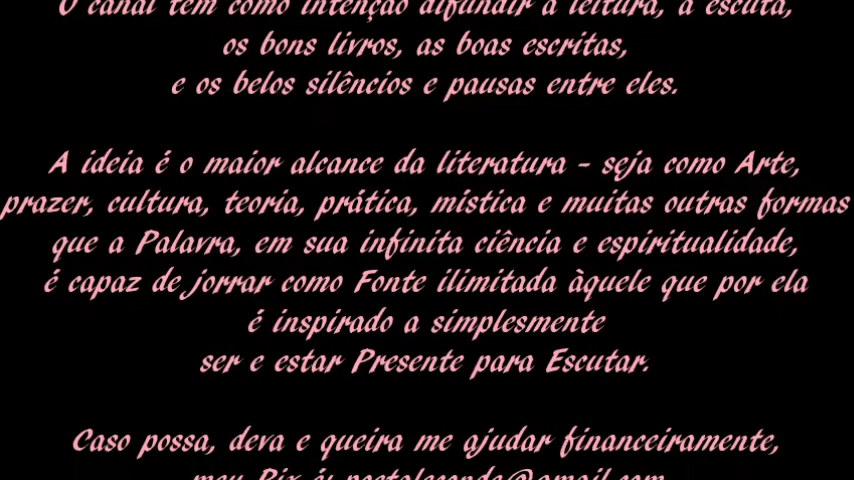 O canal tem como intenção difundir a leitura, a escuta,
os bons livros, as boas escritas,
e os belos silêncios e pausas entre eles.
A ideia é o maior alcance da literatura - seja como Arte,
prazer, cultura, teoria, prática, mística e muitas outras formas
que a Palavra, em sua infinita ciência e espiritualidade,
é capaz de jorrar como Fonte ilimitada àquele que por ela
é inspirado a simplesmente
ser e estar Presente para Escutar.
Caso possa, deva e queira me ajudar financeiramente,
meu Pix é: